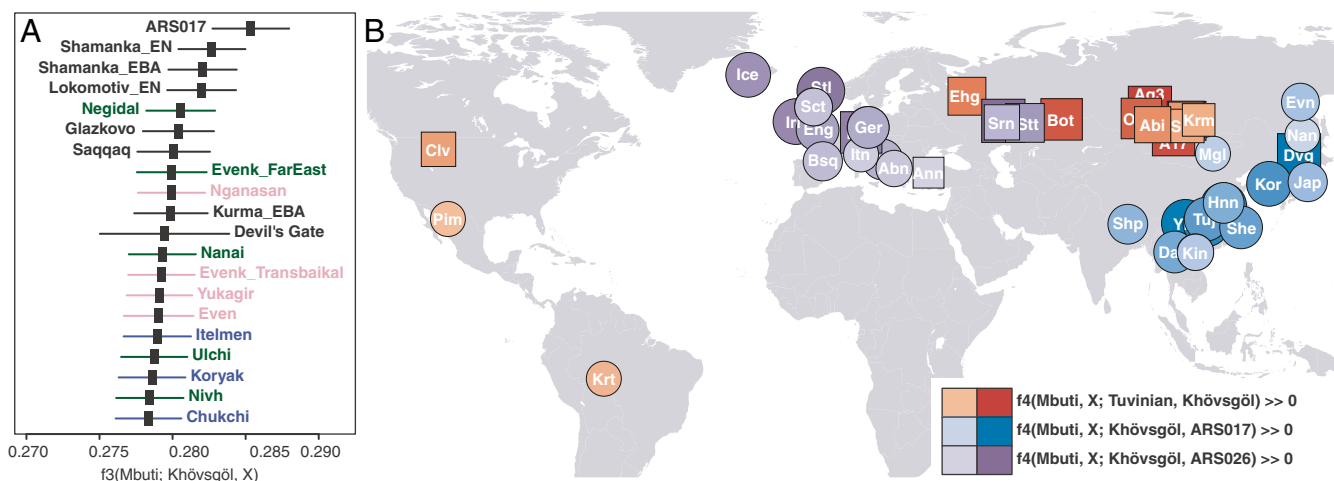 A
ARS017
Shamanka_EN
Shamanka_EBA
Lokomotiv_EN
Negidal
Glazkovo
Saqqaq
Evenk_FarEast
Nganasan
Kurma_EBA
Devil's Gate
Nanai
Evenk_Transbaikal
Yukagir
Even
Itelmen
Ulchi
Koryak
Nivh
Chukchi
0.270 0.275 0.280 0.285 0.290
f3(Mbuti; Khövsgöl, X)
B
Ice
Stl
Sct
Eng
Ger
Bsq
Itn
Abn
Ann
Ehg
Srn
Stt
Bot
Ag3
Abi
Krm
A17
Mgl
Evn
Nan
Dvg
Kor
Jap
Hnn
Tuj
She
Shp
Kin
Clv
Pim
Krt
f4(Mbuti, X; Tuvinian, Khövsgöl) >> 0
f4(Mbuti, X; Khövsgöl, ARS017) >> 0
f4(Mbuti, X; Khövsgöl, ARS026) >> 0